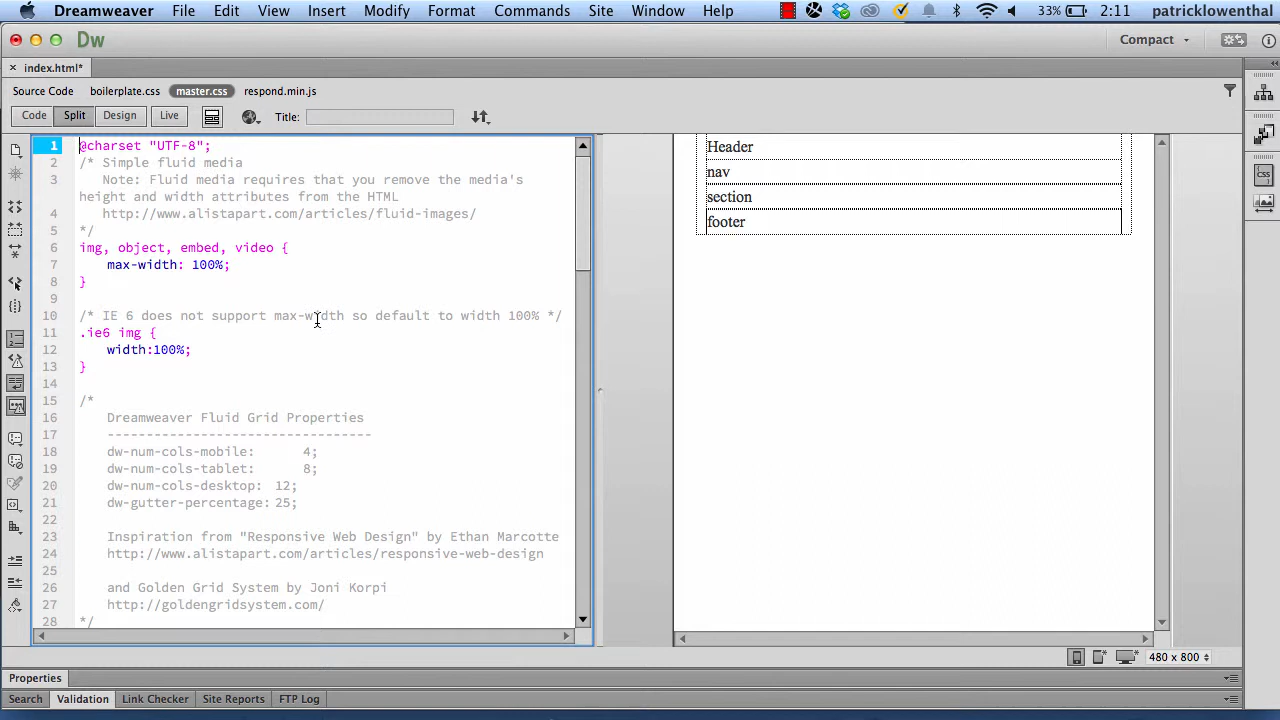 Dreamweaver File Edit View Insert Modify Format Commands Site Window Help 33% 2:11 patricklowenthal
Dw Compact
index.html*
Source Code boilerplate.css master.css respond.min.js
Code Split Design Live Title:
1 @charset "UTF-8";
2 /* Simple fluid media
3 Note: Fluid media requires that you remove the media's
height and width attributes from the HTML
4 http://www.alistapart.com/articles/fluid-images/
5 */
6 img, object, embed, video {
7 max-width: 100%;
8 }
9
10 /* IE 6 does not support max-width so default to width 100% */
11 .ie6 img {
12 width:100%;
13 }
14
15 /*
16 Dreamweaver Fluid Grid Properties
17 ----------------------------------
18 dw-num-cols-mobile: 4;
19 dw-num-cols-tablet: 8;
20 dw-num-cols-desktop: 12;
21 dw-gutter-percentage: 25;
22
23 Inspiration from "Responsive Web Design" by Ethan Marcotte
24 http://www.alistapart.com/articles/responsive-web-design
25
26 and Golden Grid System by Joni Korpi
27 http://goldengridsystem.com/
28 */
Header
nav
section
footer
css
480 x 800
Properties
Search Validation Link Checker Site Reports FTP Log